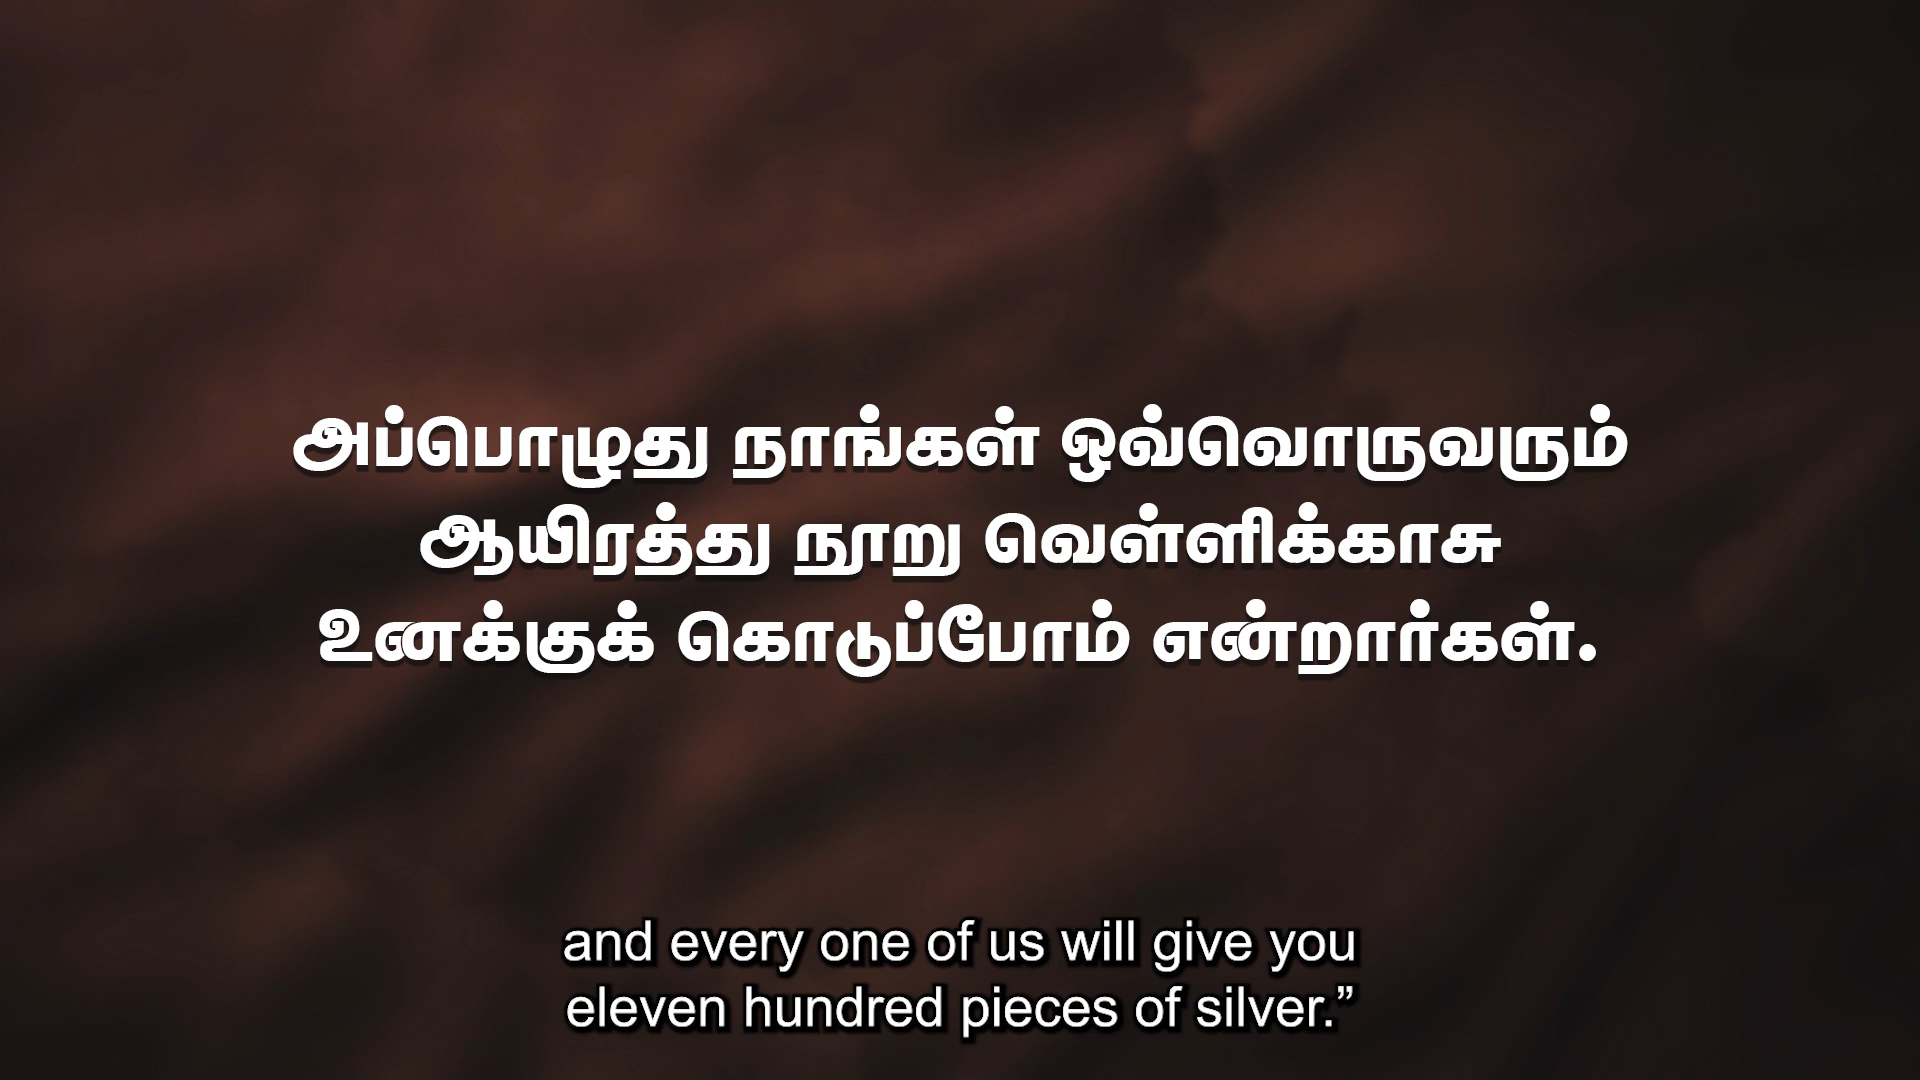 அப்பொழுது நாங்கள் ஒவ்வொருவரும்
ஆயிரத்து நூறு வெள்ளிக்காசு
உனக்குக் கொடுப்போம் என்றார்கள்.
and every one of us will give you
eleven hundred pieces of silver.”